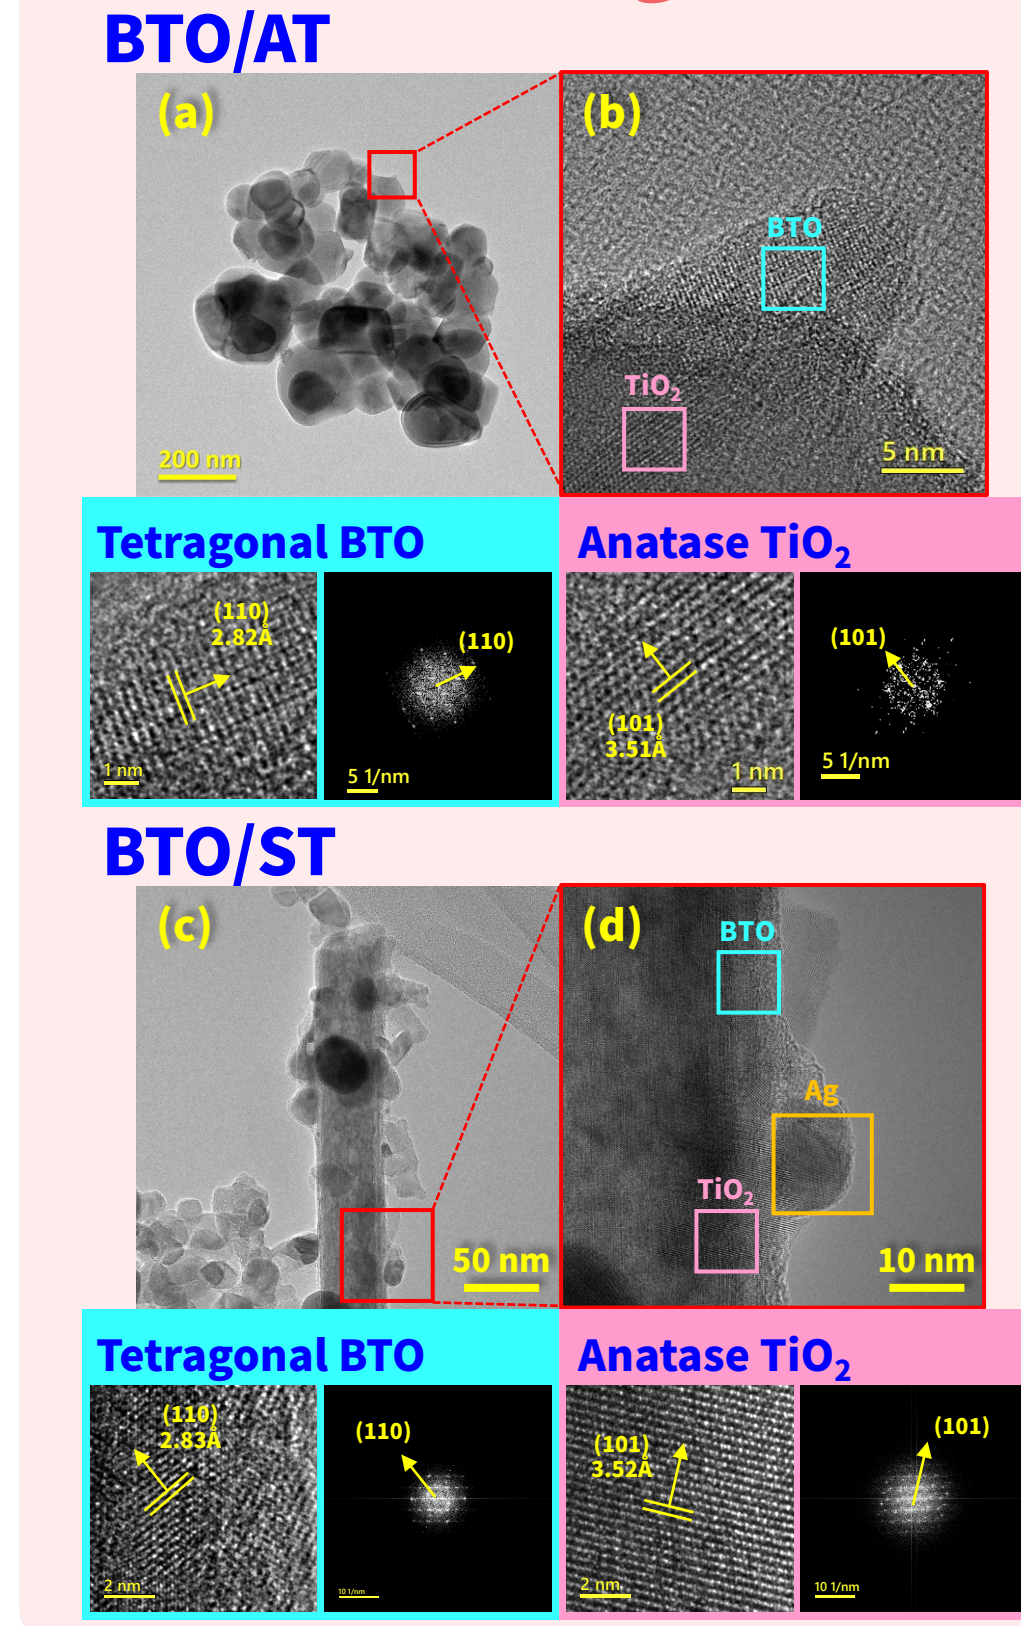 BTO/AT
(a)
(b)
BTO
TiO₂
200 nm
5 nm
Tetragonal BTO
Anatase TiO₂
(110)
2.82Å
1 nm
(110)
5 1/nm
(101)
3.51Å
1 nm
(101)
5 1/nm
BTO/ST
(c)
(d)
BTO
Ag
TiO₂
50 nm
10 nm
Tetragonal BTO
Anatase TiO₂
(110)
2.83Å
2 nm
(110)
10 1/nm
(101)
3.52Å
2 nm
(101)
10 1/nm